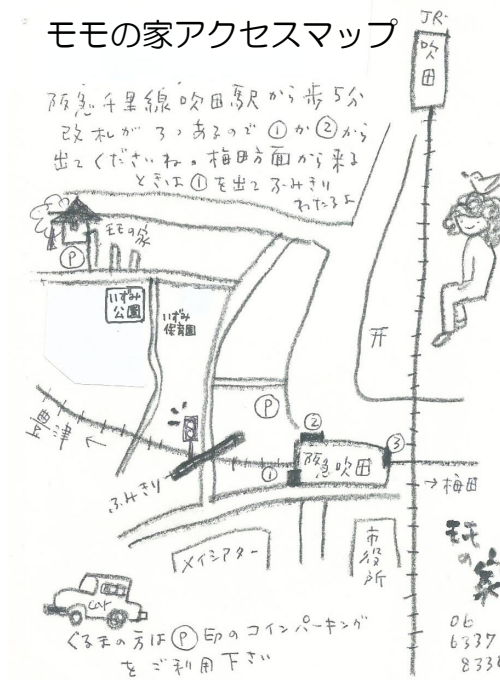 モモの家アクセスマップ
JR
吹田
阪急千里線吹田駅から歩5分
改札が3つあるので①か②から
出てくださいね。梅田方面から来る
ときは①を出てふみきり
わたるよ
モモの家
P
いずみ
公園
いずみ
保育園
开
P
豊津
←
ふみきり
②
③
①
阪急吹田
→梅田
メイシアター
市役所
モモの家
06
6337
8330
car
くるまの方はⓅ印のコインパーキング
をご利用下さい